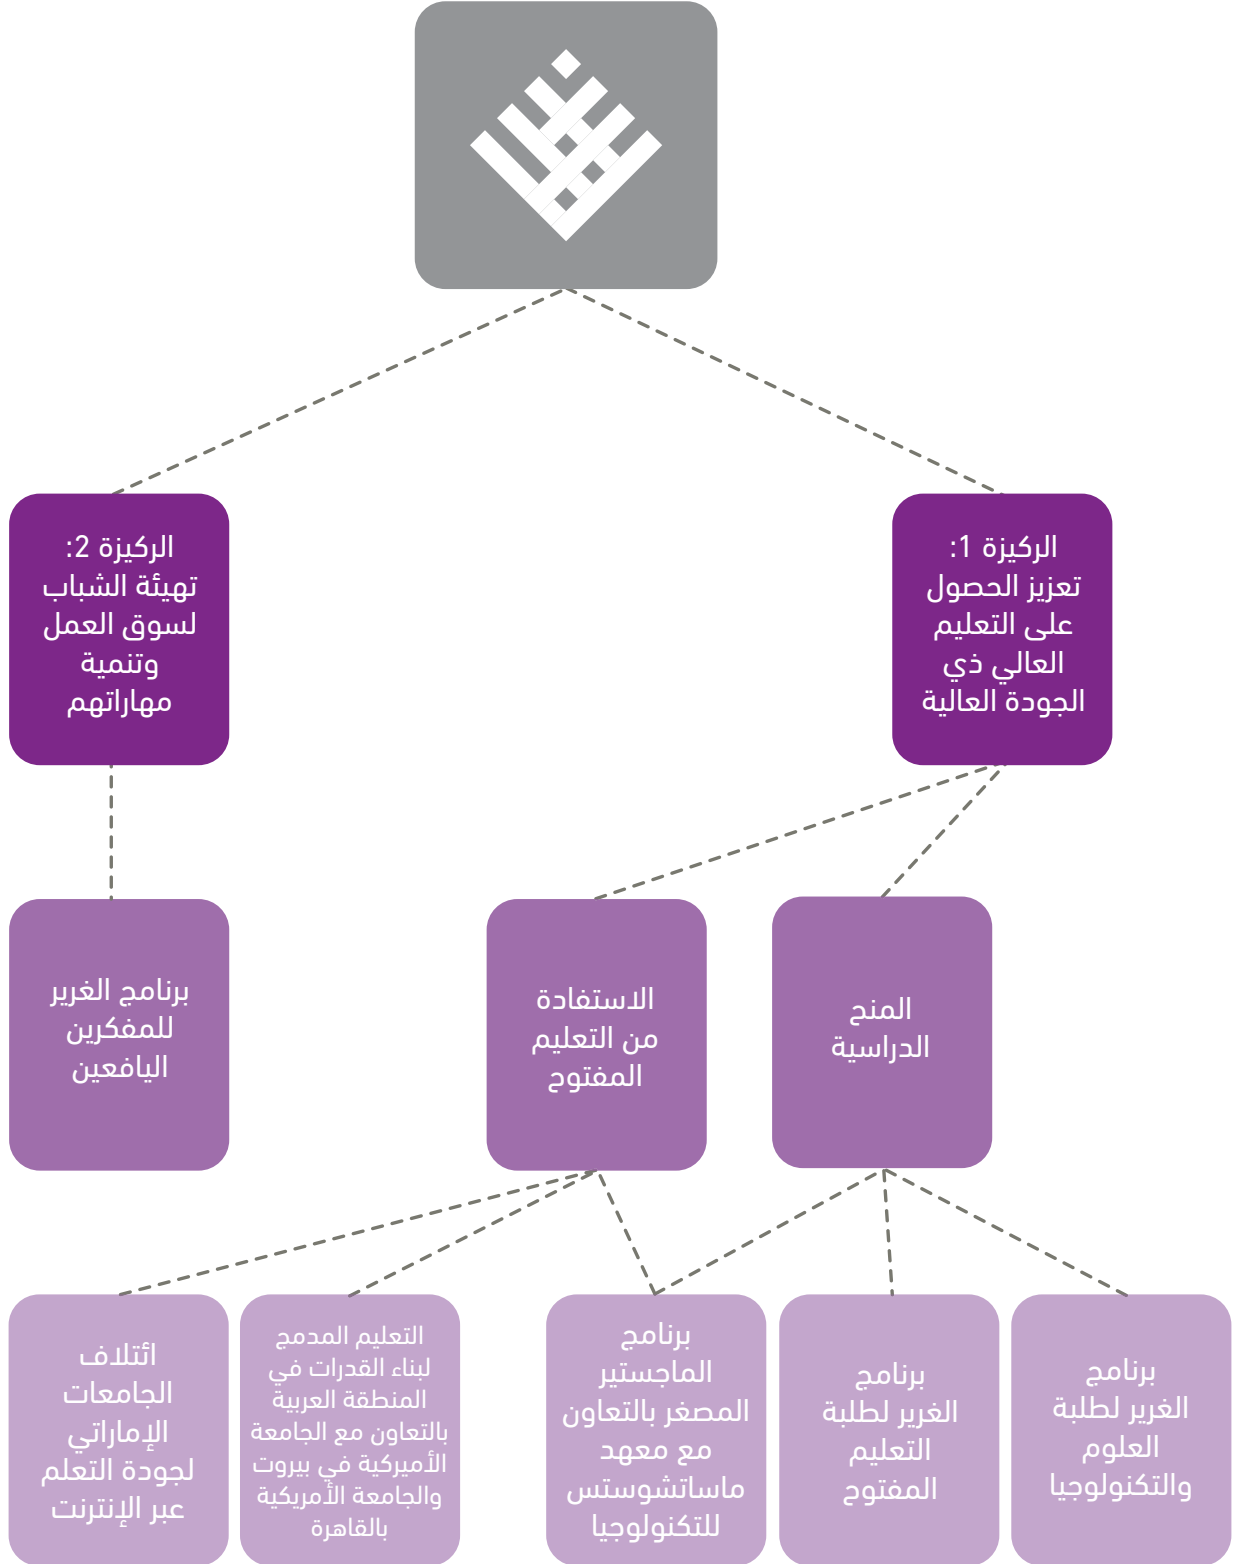 الركيزة 1:
تعزيز الحصول
على التعليم
العالي ذي
الجودة العالية
الركيزة 2:
تهيئة الشباب
لسوق العمل
وتنمية
مهاراتهم
المنح
الدراسية
الاستفادة
من التعليم
المفتوح
برنامج الغرير
للمفكرين
اليافعين
برنامج
الغرير لطلبة
العلوم
والتكنولوجيا
برنامج
الغرير لطلبة
التعليم
المفتوح
برنامج
الماجستير
المصغر بالتعاون
مع معهد
ماساتشوستس
للتكنولوجيا
التعليم المدمج
لبناء القدرات في
المنطقة العربية
بالتعاون مع الجامعة
الأميركية في بيروت
والجامعة الأمريكية
بالقاهرة
ائتلاف
الجامعات
الإماراتي
لجودة التعلم
عبر الإنترنت